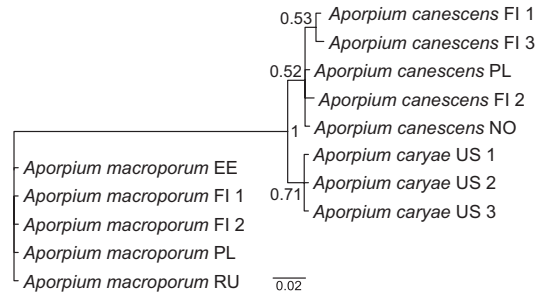 0.53
Aporpium canescens FI 1
Aporpium canescens FI 3
0.52
Aporpium canescens PL
Aporpium canescens FI 2
1
Aporpium canescens NO
Aporpium caryae US 1
Aporpium macroporum EE
Aporpium caryae US 2
0.71
Aporpium macroporum FI 1
Aporpium caryae US 3
Aporpium macroporum FI 2
Aporpium macroporum PL
Aporpium macroporum RU
0.02